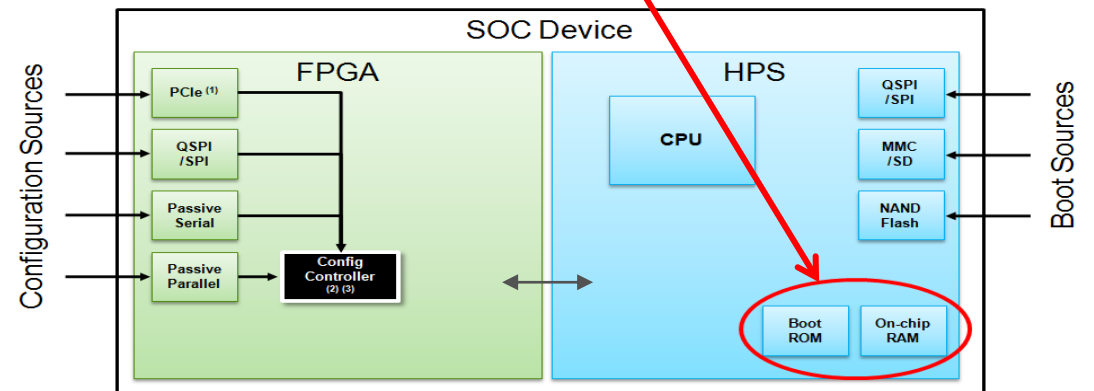 SOC Device
Configuration Sources
FPGA
PCIe (1)
QSPI
/SPI
Passive
Serial
Passive
Parallel
Config
Controller
(2) (3)
HPS
CPU
QSPI
/SPI
MMC
/SD
NAND
Flash
Boot
ROM
On-chip
RAM
Boot Sources